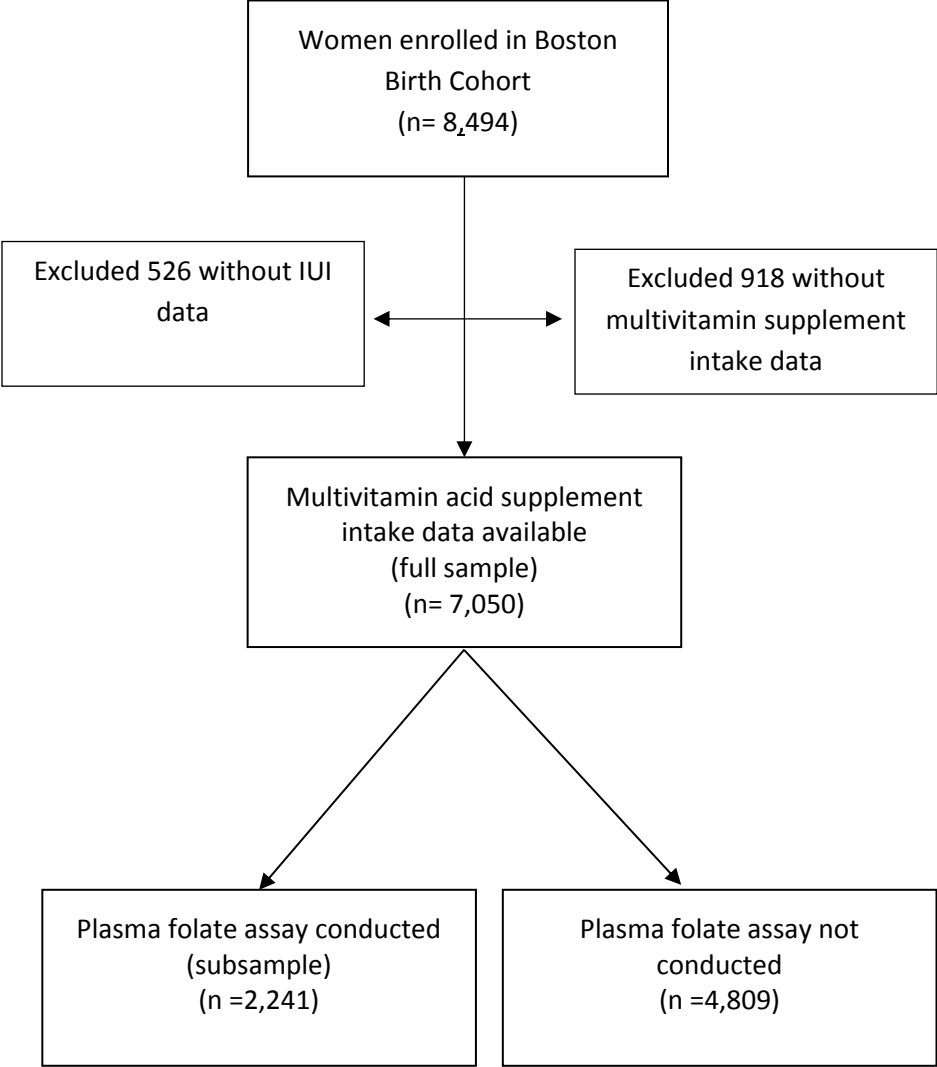 Women enrolled in Boston
Birth Cohort
(n= 8,494)
Excluded 526 without IUI
data
Excluded 918 without
multivitamin supplement
intake data
Multivitamin acid supplement
intake data available
(full sample)
(n= 7,050)
Plasma folate assay conducted
(subsample)
(n =2,241)
Plasma folate assay not
conducted
(n =4,809)